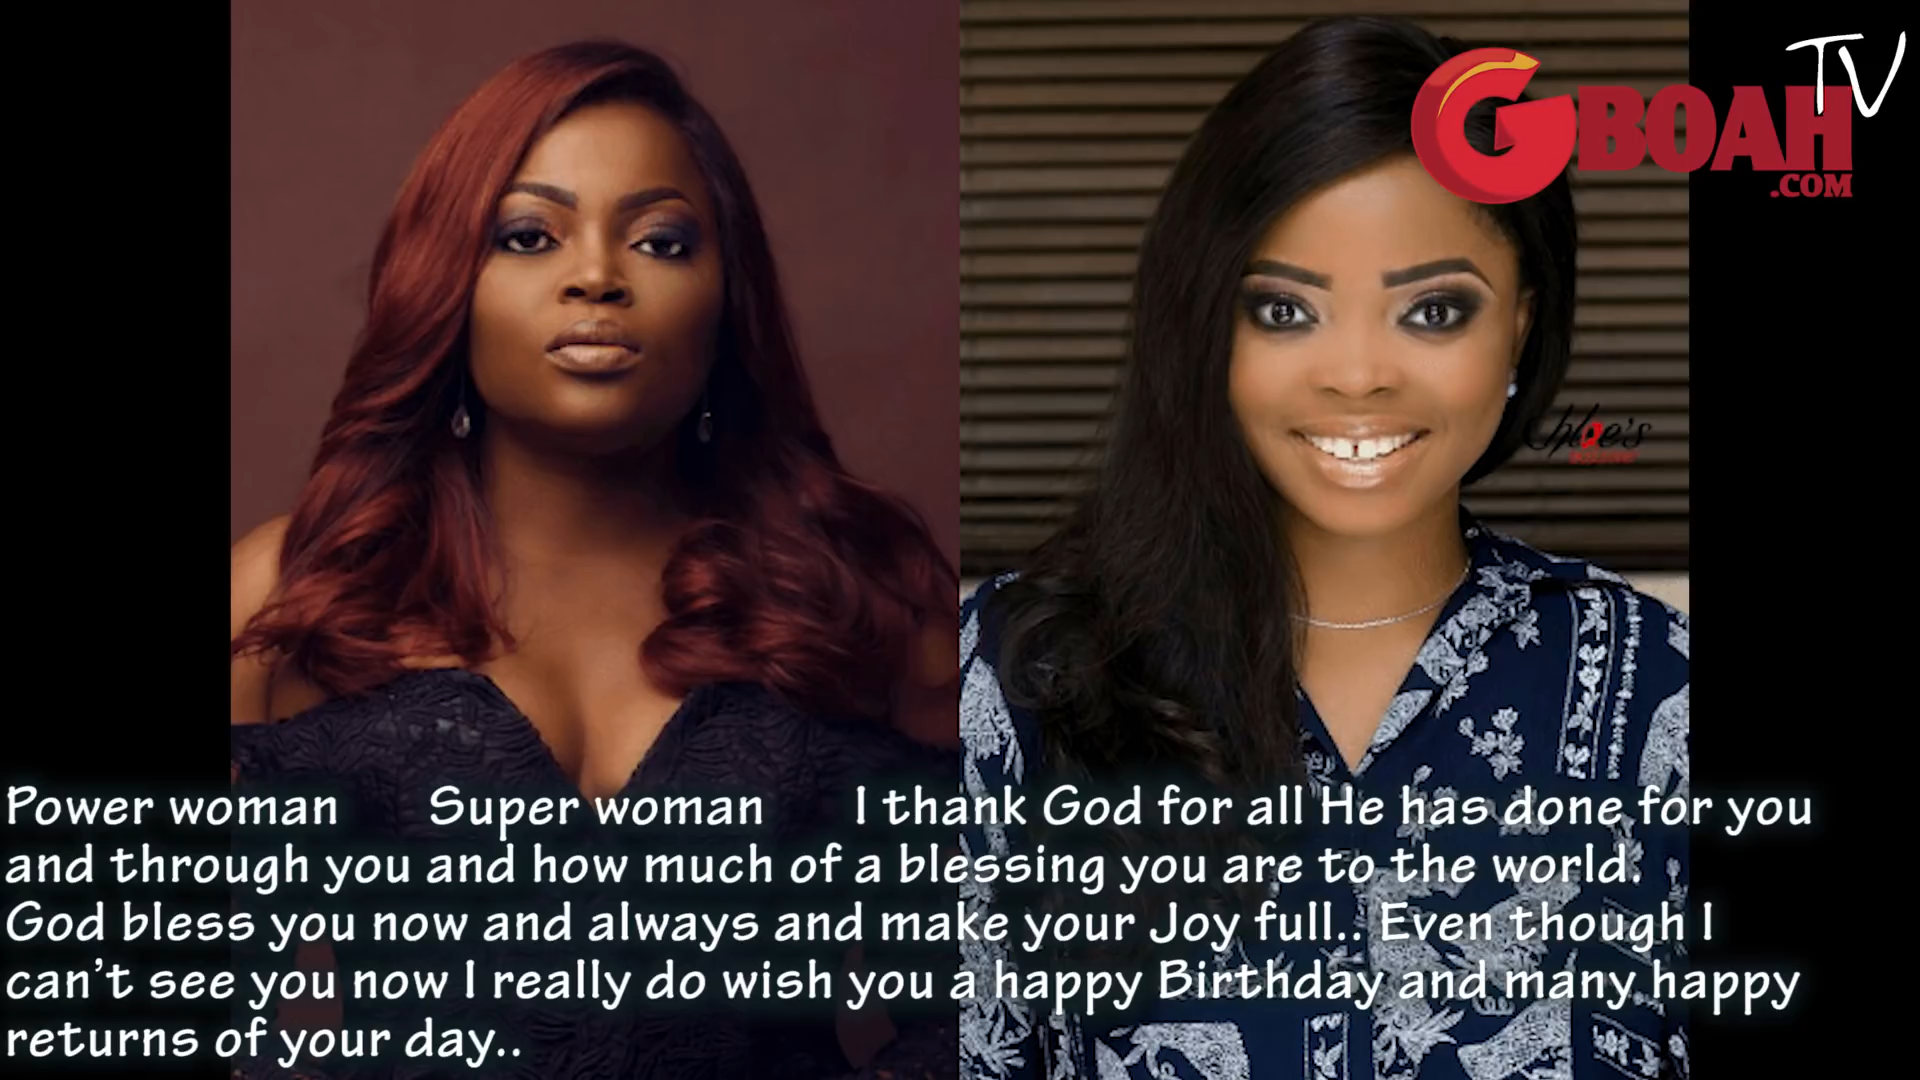 TV
GBOAH
.COM
Chloe's
Power woman Super woman I thank God for all He has done for you
and through you and how much of a blessing you are to the world.
God bless you now and always and make your Joy full.. Even though I
can't see you now I really do wish you a happy Birthday and many happy
returns of your day..